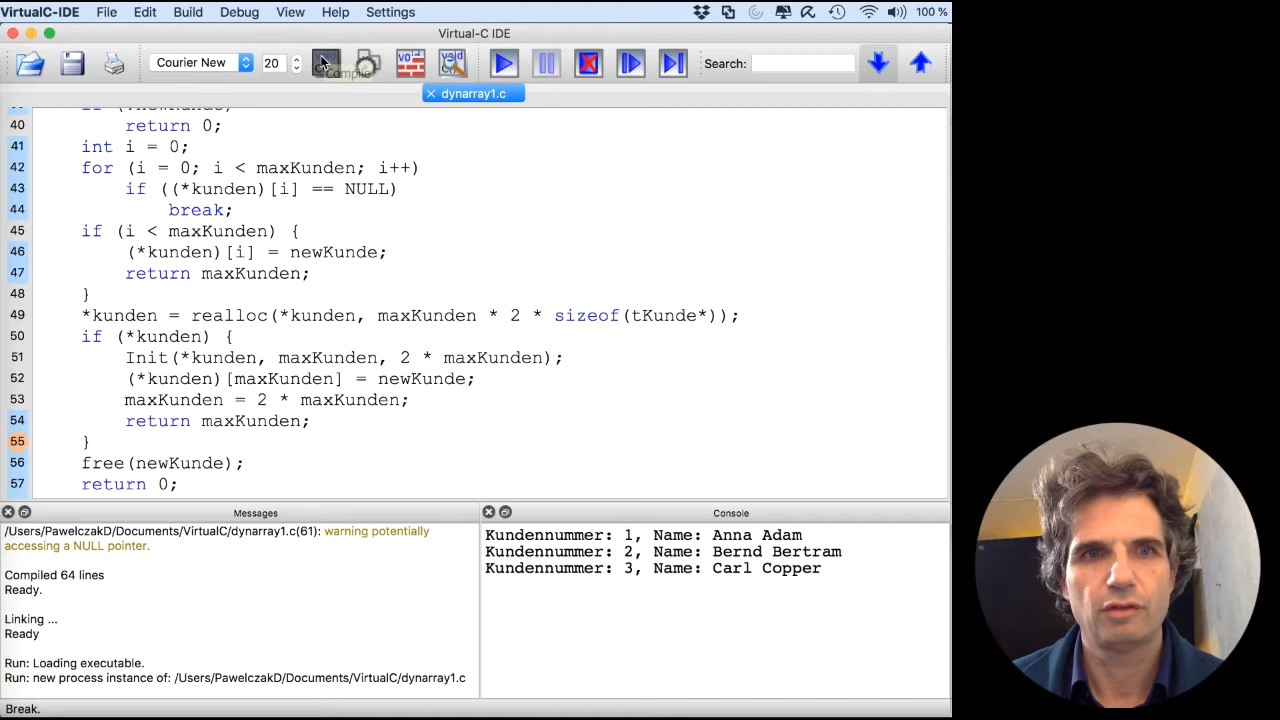 VirtualC-IDE File Edit Build Debug View Help Settings 100 %
Virtual-C IDE
Courier New 20 Search:
Compile
dynarray1.c
40 return 0;
41 int i = 0;
42 for (i = 0; i < maxKunden; i++)
43 if ((*kunden)[i] == NULL)
44 break;
45 if (i < maxKunden) {
46 (*kunden)[i] = newKunde;
47 return maxKunden;
48 }
49 *kunden = realloc(*kunden, maxKunden * 2 * sizeof(tKunde*));
50 if (*kunden) {
51 Init(*kunden, maxKunden, 2 * maxKunden);
52 (*kunden)[maxKunden] = newKunde;
53 maxKunden = 2 * maxKunden;
54 return maxKunden;
55 }
56 free(newKunde);
57 return 0;
Messages
/Users/PawelczakD/Documents/VirtualC/dynarray1.c(61): warning potentially
accessing a NULL pointer.
Compiled 64 lines
Ready.
Linking ...
Ready
Run: Loading executable.
Run: new process instance of: /Users/PawelczakD/Documents/VirtualC/dynarray1.c
Console
Kundennummer: 1, Name: Anna Adam
Kundennummer: 2, Name: Bernd Bertram
Kundennummer: 3, Name: Carl Copper
Break.